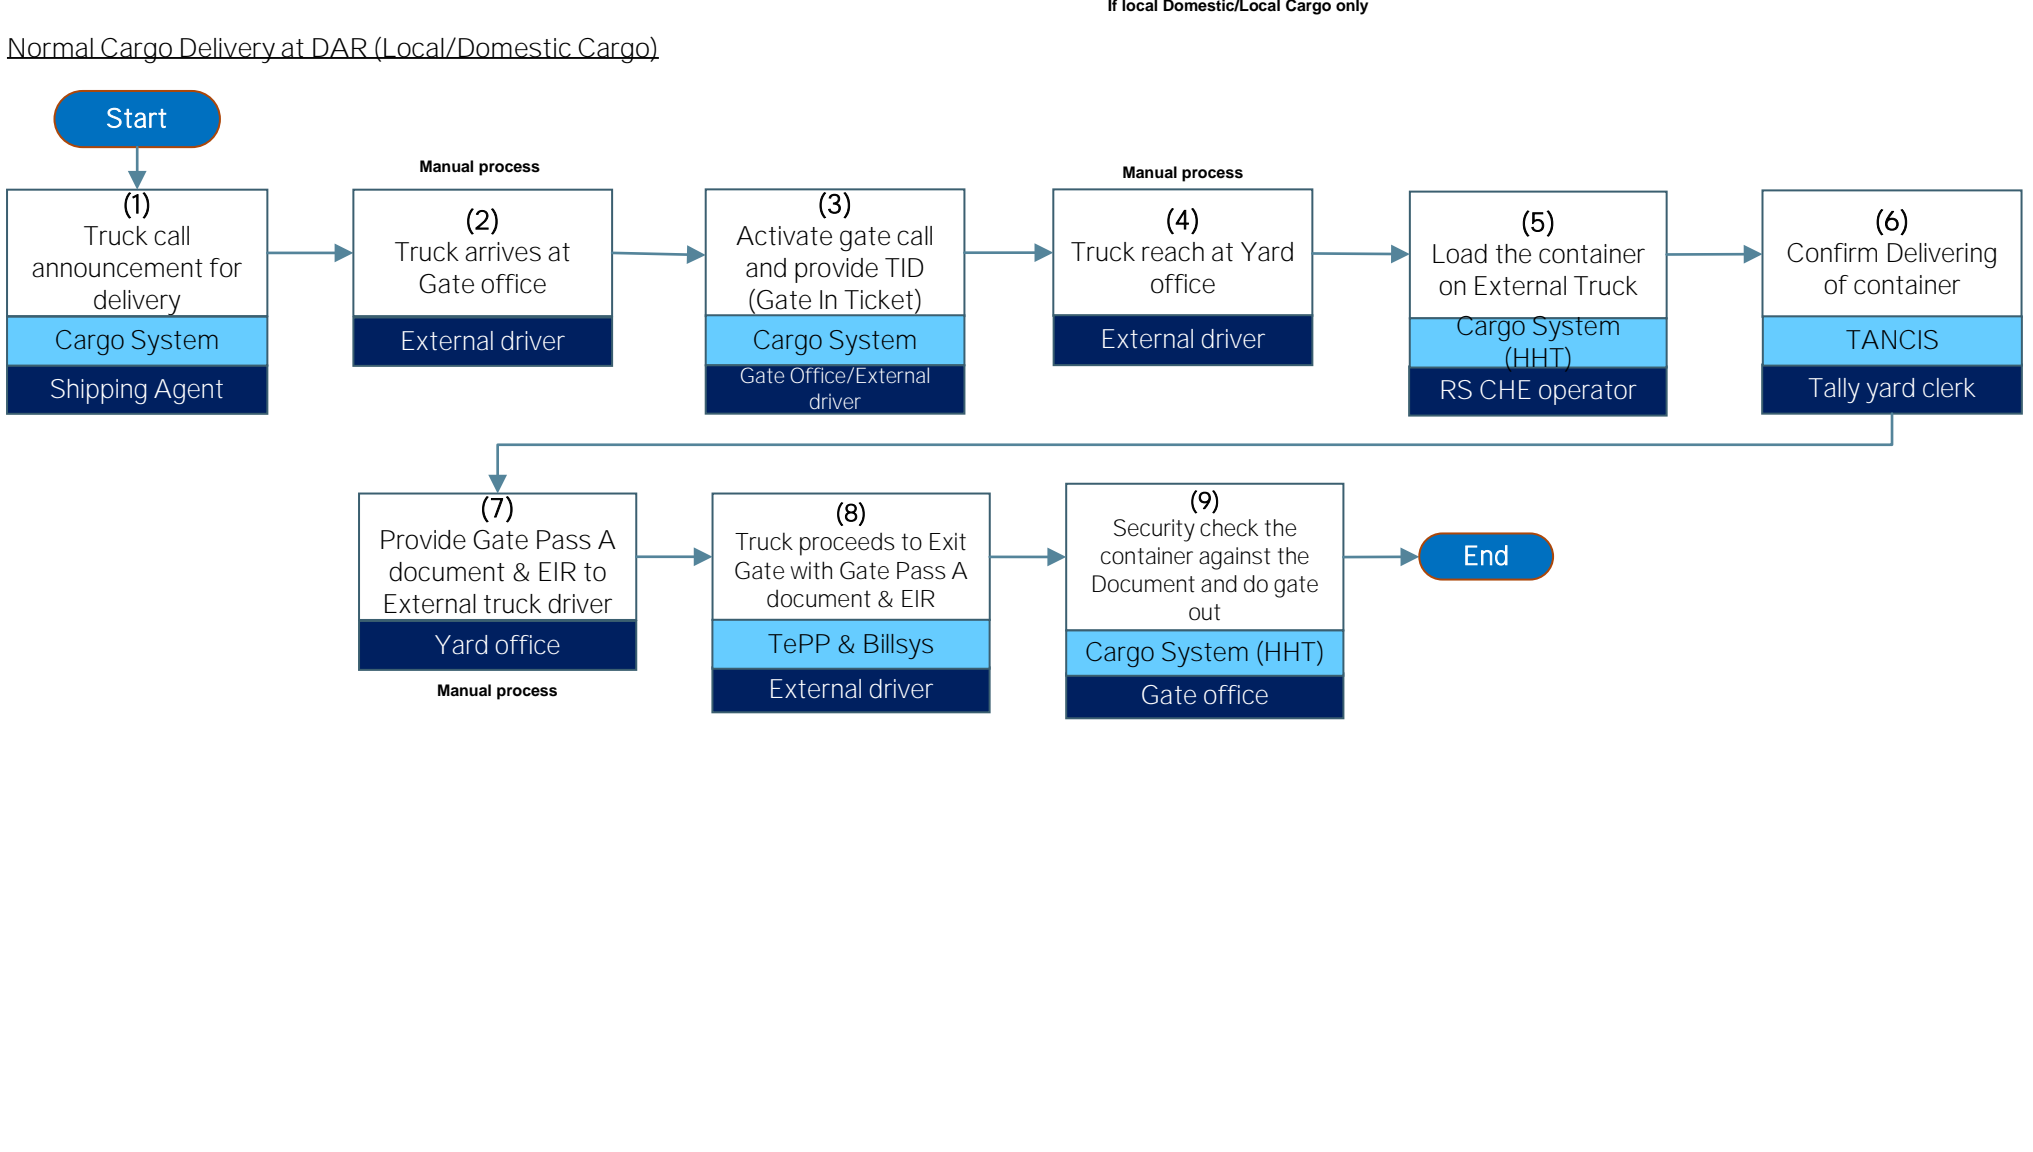 If local Domestic/Local Cargo only
Normal Cargo Delivery at DAR (Local/Domestic Cargo)
Start
(1)
Truck call
announcement for
delivery
Cargo System
Shipping Agent
Manual process
(2)
Truck arrives at
Gate office
External driver
(3)
Activate gate call
and provide TID
(Gate In Ticket)
Cargo System
Gate Office/External
driver
Manual process
(4)
Truck reach at Yard
office
External driver
(5)
Load the container
on External Truck
Cargo System
(HHT)
RS CHE operator
(6)
Confirm Delivering
of container
TANCIS
Tally yard clerk
(7)
Provide Gate Pass A
document & EIR to
External truck driver
Yard office
Manual process
(8)
Truck proceeds to Exit
Gate with Gate Pass A
document & EIR
TePP & Billsys
External driver
(9)
Security check the
container against the
Document and do gate
out
Cargo System (HHT)
Gate office
End